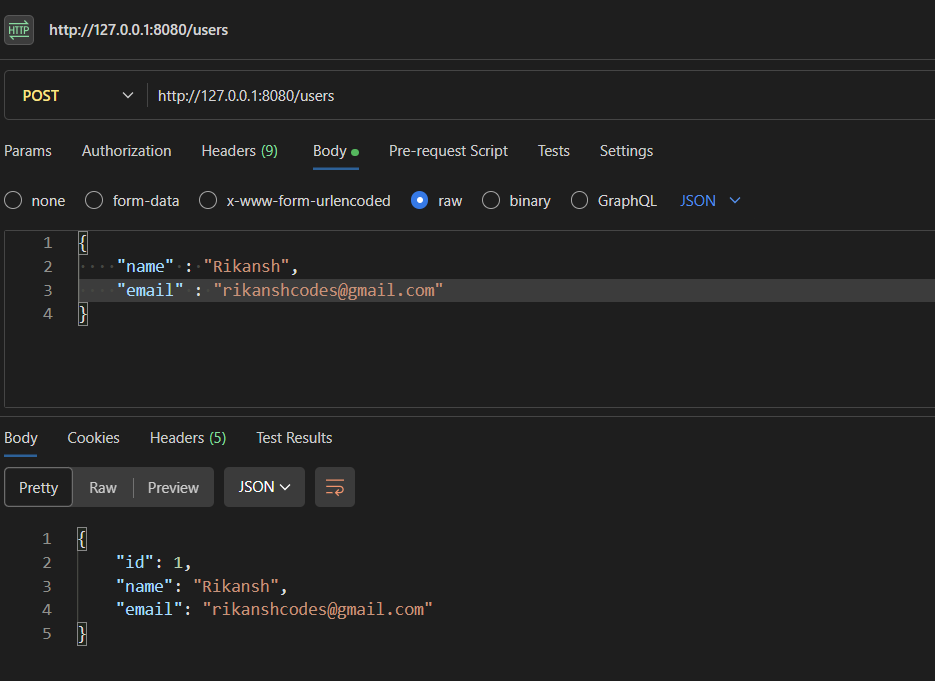 HTTP http://127.0.0.1:8080/users
POST http://127.0.0.1:8080/users
Params Authorization Headers (9) Body Pre-request Script Tests Settings
none form-data x-www-form-urlencoded raw binary GraphQL JSON
1 {
2 "name" : "Rikansh",
3 "email" : "rikanshcodes@gmail.com"
4 }
Body Cookies Headers (5) Test Results
Pretty Raw Preview JSON
1 {
2 "id": 1,
3 "name": "Rikansh",
4 "email": "rikanshcodes@gmail.com"
5 }